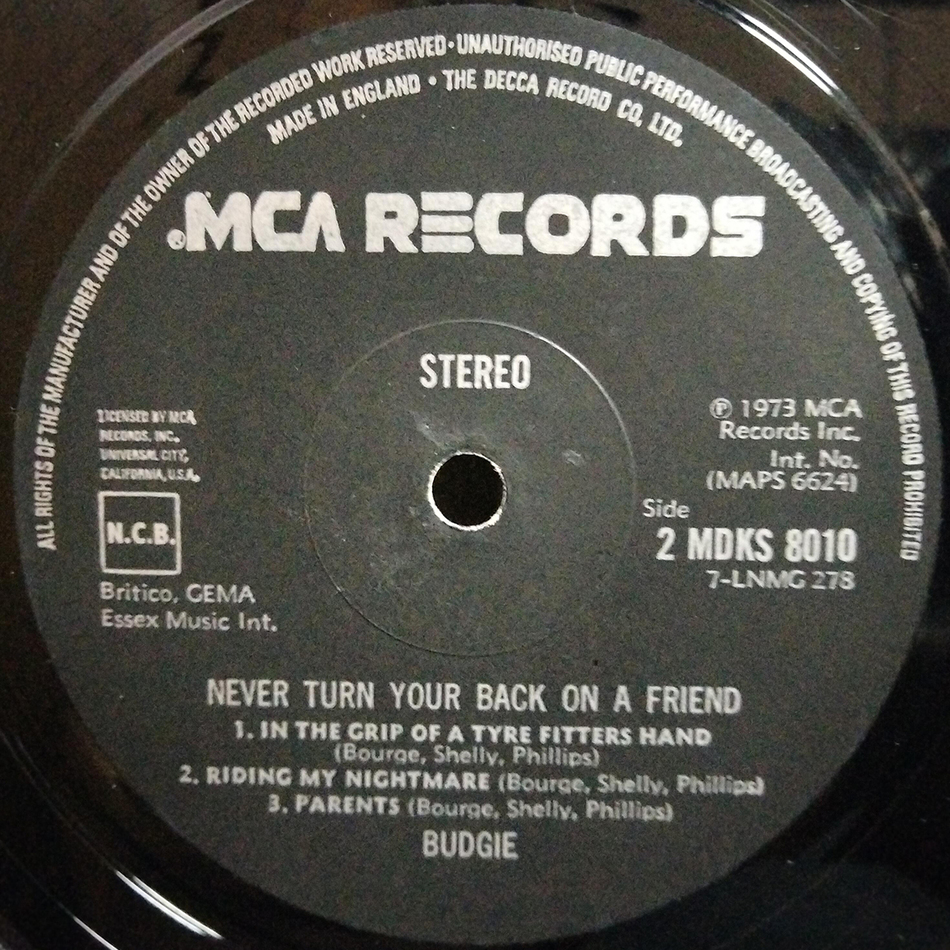 ALL RIGHTS OF THE MANUFACTURER AND OF THE OWNER OF THE RECORDED WORK RESERVED · UNAUTHORISED PUBLIC PERFORMANCE BROADCASTING AND COPYING OF THIS RECORD PROHIBITED
MADE IN ENGLAND • THE DECCA RECORD CO, LTD.
®.MCA RECORDS
STEREO
LICENSED BY MCA
RECORDS, INC.
UNIVERSAL CITY,
CALIFORNIA, U.S.A.
N.C.B.
Britico, GEMA
Essex Music Int.
℗ 1973 MCA
Records Inc.
Int. No.
(MAPS 6624)
Side
2 MDKS 8010
7-LNMG 278
NEVER TURN YOUR BACK ON A FRIEND
1. IN THE GRIP OF A TYRE FITTERS HAND
(Bourge, Shelly, Phillips)
2. RIDING MY NIGHTMARE (Bourge, Shelly, Phillips)
3. PARENTS (Bourge, Shelly, Phillips)
BUDGIE